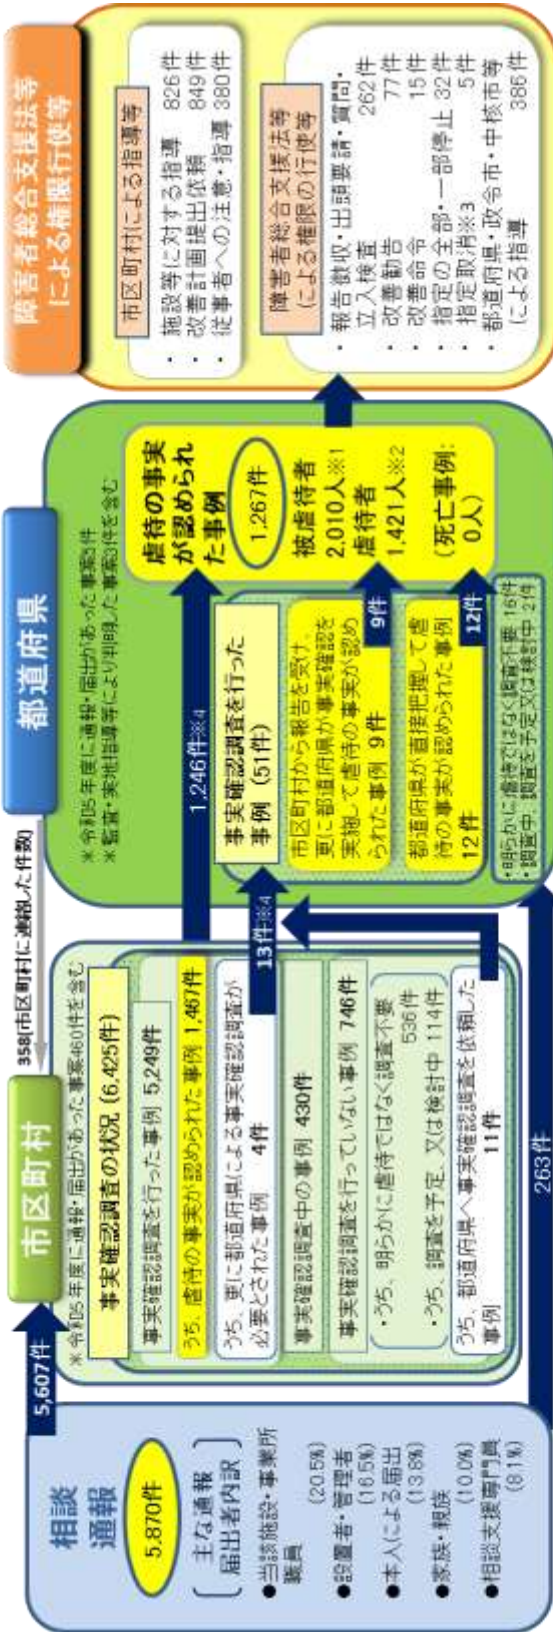 相談
通報
5,870件
主な通報
届出者内訳
●当該施設・事業所
職員
(20.5%)
●設置者・管理者
(16.5%)
●本人による届出
(13.8%)
●家族・親族
(10.0%)
●相談支援専門員
(8.1%)
5,607件
263件
市区町村
358(市区町村に連絡した件数)
※令和5年度に通報・届出があった事案460件を含む
事実確認調査の状況 (6,425件)
事実確認調査を行った事例 5,249件
うち、虐待の事実が認められた事例 1,467件
うち、更に都道府県による事実確認調査が
必要とされた事例 4件
事実確認調査中の事例 430件
事実確認調査を行っていない事例 746件
・うち、明らかに虐待ではなく調査不要
536件
・うち、調査を予定、又は検討中 114件
うち、都道府県へ事実確認調査を依頼した
事例 11件
1,246件※4
13件※4
都道府県
※令和5年度に通報・届出があった事案5件
※監査・実地指導等により判明した事案3件を含む
事実確認調査を行った
事例 (51件)
市区町村から報告を受け、
更に都道府県が事実確認を
実施して虐待の事実が認め
られた事例 9件
9件
都道府県が直接把握して虐
待の事実が認められた事例
12件
12件
・明らかに虐待ではなく調査不要 16件
・調査中、調査を予定又は検討中 2件
虐待の事実
が認められ
た事例
1,267件
被虐待者
2,010人※1
虐待者
1,421人※2
(死亡事例:
0人)
障害者総合支援法等
による権限行使等
市区町村による指導等
・ 施設等に対する指導 826件
・ 改善計画提出依頼 849件
・ 従事者への注意・指導 380件
障害者総合支援法等
による権限の行使等
・ 報告徴収・出頭要請・質問・
立入検査 262件
・ 改善勧告 77件
・ 改善命令 15件
・ 指定の全部・一部停止 32件
・ 指定取消※3 5件
・ 都道府県・政令市・中核市等
による指導 386件